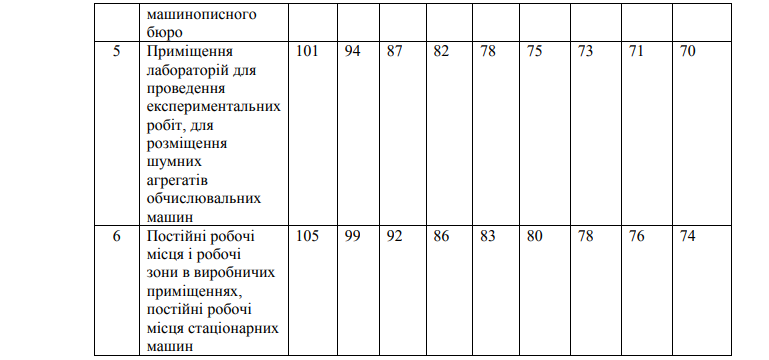 машинописного
бюро
5 Приміщення 101 94 87 82 78 75 73 71 70
лабораторій для
проведення
експериментальних
робіт, для
розміщення
шумних
агрегатів
обчислювальних
машин
6 Постійні робочі 105 99 92 86 83 80 78 76 74
місця і робочі
зони в виробничих
приміщеннях,
постійні робочі
місця стаціонарних
машин